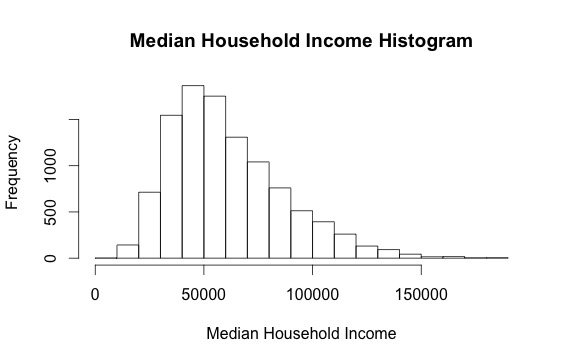 Median Household Income Histogram
Frequency
1000
500
0
0 50000 100000 150000
Median Household Income